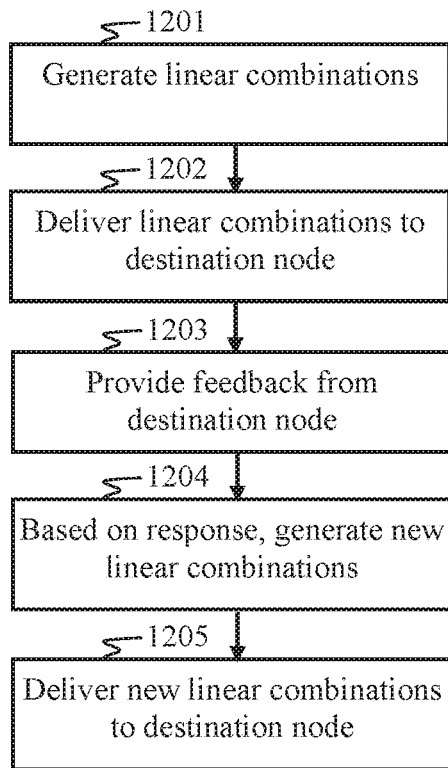 1201
Generate linear combinations
1202
Deliver linear combinations to
destination node
1203
Provide feedback from
destination node
1204
Based on response, generate new
linear combinations
1205
Deliver new linear combinations
to destination node